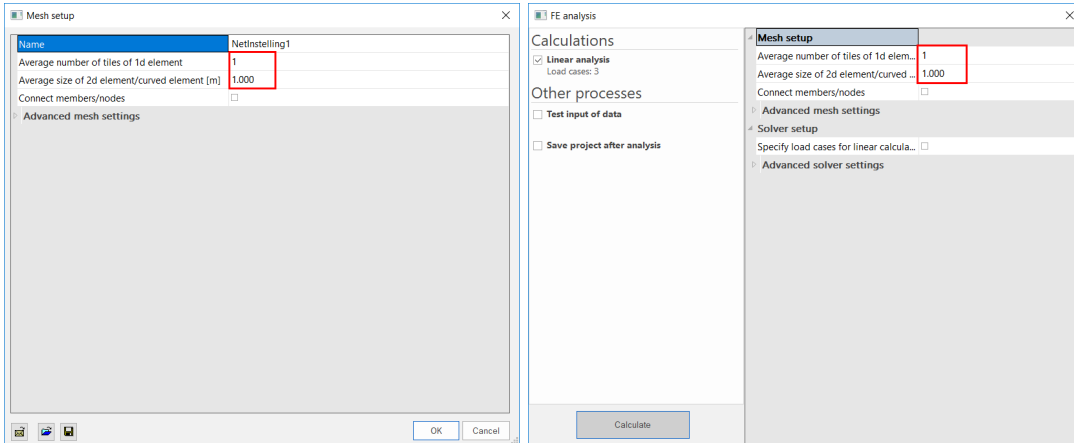 Mesh setup
Name NetInstelling1
Average number of tiles of 1d element 1
Average size of 2d element/curved element [m] 1.000
Connect members/nodes
Advanced mesh settings
OK Cancel
FE analysis
Calculations
Linear analysis
Load cases: 3
Other processes
Test input of data
Save project after analysis
Calculate
Mesh setup
Average number of tiles of 1d elem... 1
Average size of 2d element/curved ... 1.000
Connect members/nodes
Advanced mesh settings
Solver setup
Specify load cases for linear calcula...
Advanced solver settings